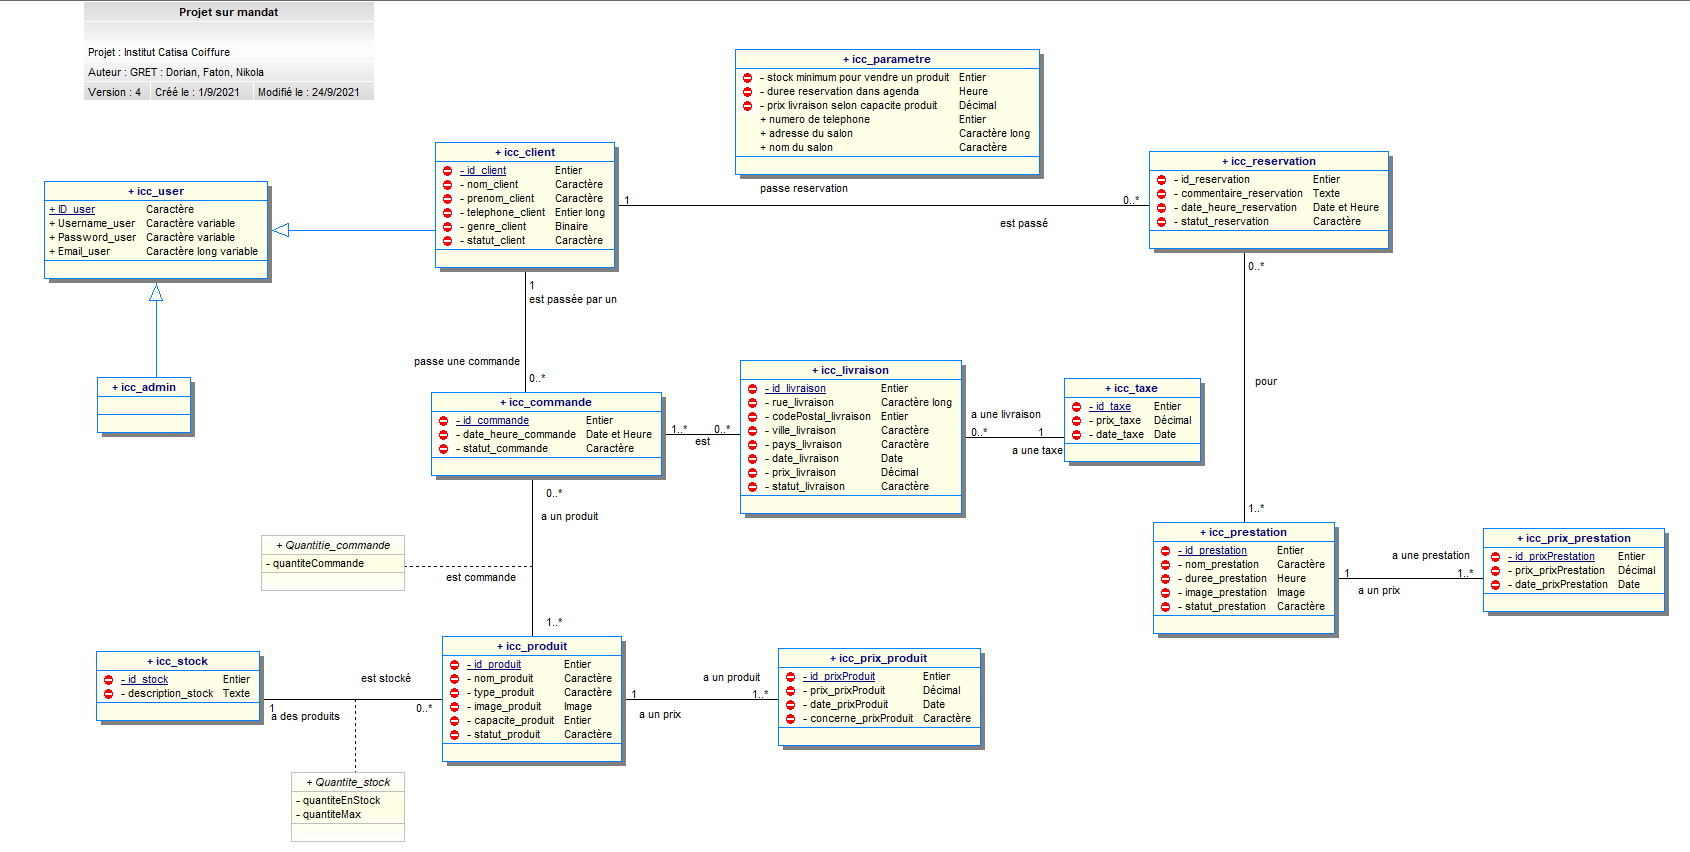 Projet sur mandat
Projet : Institut Catisa Coiffure
Auteur : GRET : Dorian, Faton, Nikola
Version : 4 Créé le : 1/9/2021 Modifié le : 24/9/2021
+ icc_parametre
- stock minimum pour vendre un produit Entier
- duree reservation dans agenda Heure
- prix livraison selon capacite produit Décimal
+ numero de telephone Entier
+ adresse du salon Caractère long
+ nom du salon Caractère
+ icc_client
- id_client Entier
- nom_client Caractère
- prenom_client Caractère
- telephone_client Entier long
- genre_client Binaire
- statut_client Caractère
+ icc_reservation
- id_reservation Entier
- commentaire_reservation Texte
- date_heure_reservation Date et Heure
- statut_reservation Caractère
passe reservation
1
0..*
est passé
+ icc_user
+ ID_user Caractère
+ Username_user Caractère variable
+ Password_user Caractère variable
+ Email_user Caractère long variable
1
est passée par un
passe une commande
0..*
0..*
pour
1..*
+ icc_admin
+ icc_commande
- id_commande Entier
- date_heure_commande Date et Heure
- statut_commande Caractère
1..*
0..*
est
+ icc_livraison
- id_livraison Entier
- rue_livraison Caractère long
- codePostal_livraison Entier
- ville_livraison Caractère
- pays_livraison Caractère
- date_livraison Date
- prix_livraison Décimal
- statut_livraison Caractère
a une livraison
0..*
1
a une taxe
+ icc_taxe
- id_taxe Entier
- prix_taxe Décimal
- date_taxe Date
0..*
a un produit
+ Quantitie_commande
- quantiteCommande
est commande
1..*
+ icc_prestation
- id_prestation Entier
- nom_prestation Caractère
- duree_prestation Heure
- image_prestation Image
- statut_prestation Caractère
a une prestation
1
1..*
a un prix
+ icc_prix_prestation
- id_prixPrestation Entier
- prix_prixPrestation Décimal
- date_prixPrestation Date
+ icc_stock
- id_stock Entier
- description_stock Texte
est stocké
1
0..*
a des produits
+ icc_produit
- id_produit Entier
- nom_produit Caractère
- type_produit Caractère
- image_produit Image
- capacite_produit Entier
- statut_produit Caractère
a un produit
1
1..*
a un prix
+ icc_prix_produit
- id_prixProduit Entier
- prix_prixProduit Décimal
- date_prixProduit Date
- concerne_prixProduit Caractère
+ Quantite_stock
- quantiteEnStock
- quantiteMax